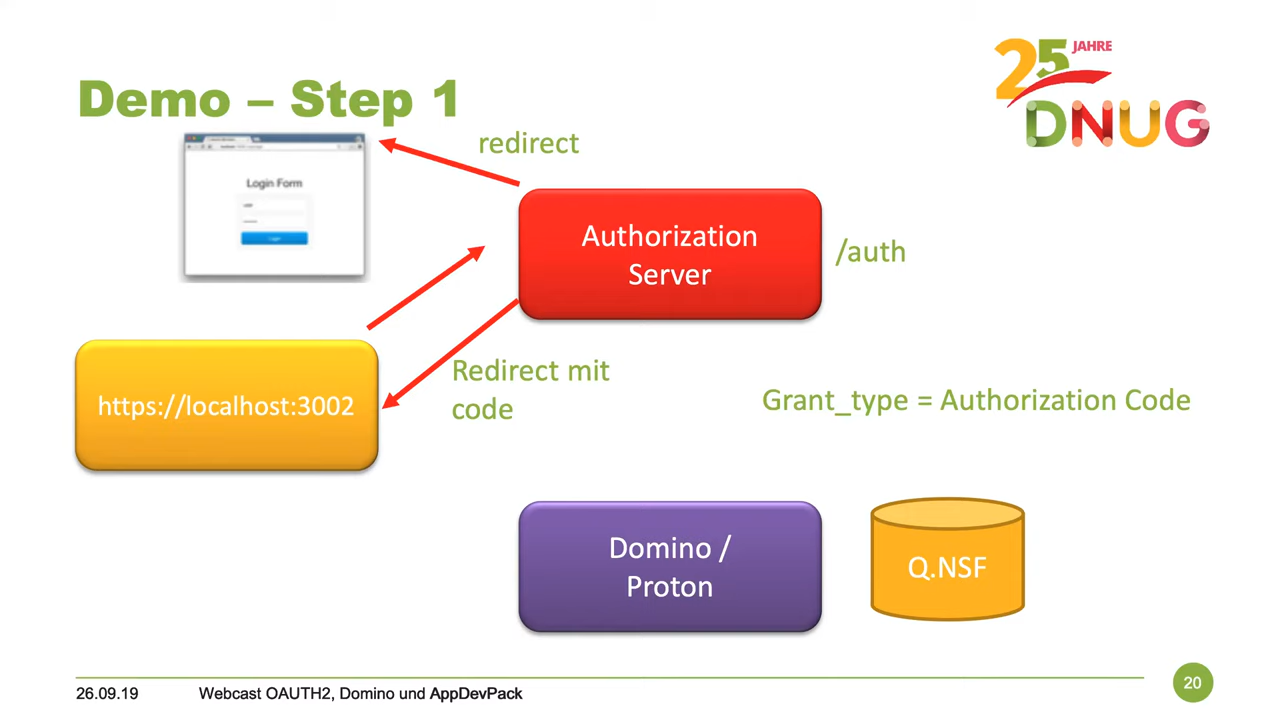 25 JAHRE
DNUG
Demo – Step 1
redirect
Login Form
Authorization
Server
/auth
Redirect mit
code
https://localhost:3002
Grant_type = Authorization Code
Domino /
Proton
Q.NSF
26.09.19
Webcast OAUTH2, Domino und AppDevPack
20